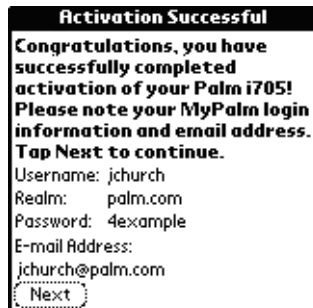 Activation Successful
Congratulations, you have
successfully completed
activation of your Palm i705!
Please note your MyPalm login
information and email address.
Tap Next to continue.
Username: jchurch
Realm: palm.com
Password: 4example
E-mail Address:
jchurch@palm.com
Next